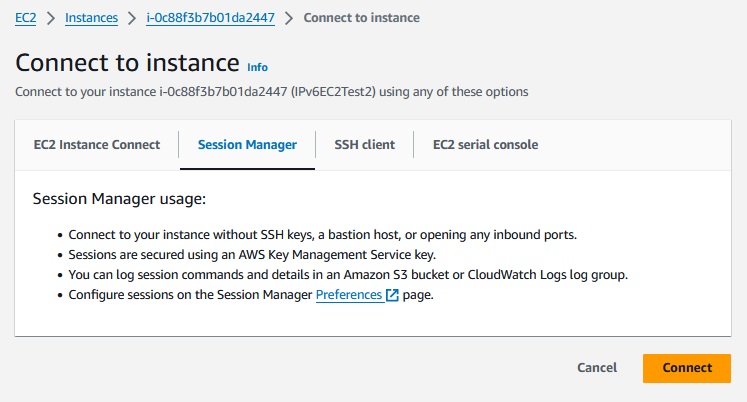 EC2 > Instances > i-0c88f3b7b01da2447 > Connect to instance
Connect to instance Info
Connect to your instance i-0c88f3b7b01da2447 (IPv6EC2Test2) using any of these options
EC2 Instance Connect Session Manager SSH client EC2 serial console
Session Manager usage:
• Connect to your instance without SSH keys, a bastion host, or opening any inbound ports.
• Sessions are secured using an AWS Key Management Service key.
• You can log session commands and details in an Amazon S3 bucket or CloudWatch Logs log group.
• Configure sessions on the Session Manager Preferences page.
Cancel Connect